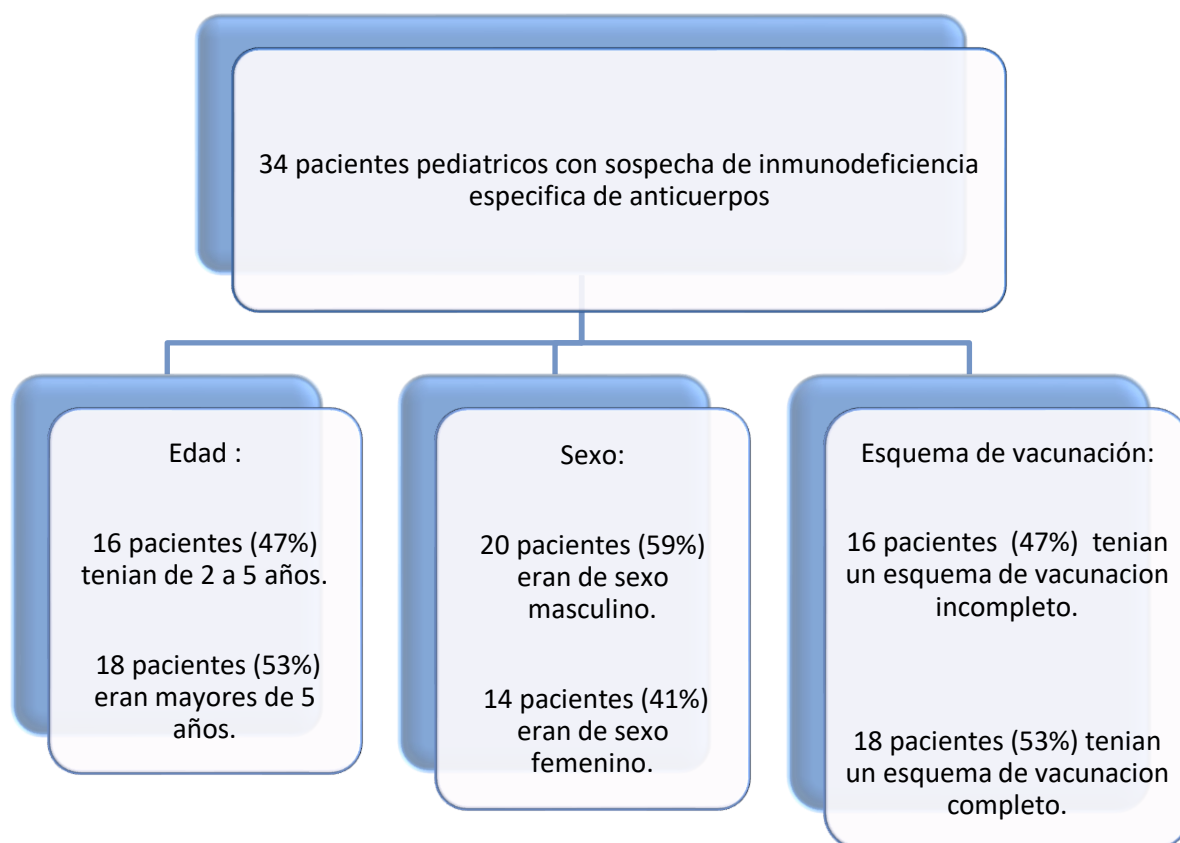 34 pacientes pediatricos con sospecha de inmunodeficiencia
especifica de anticuerpos
Edad :
16 pacientes (47%)
tenian de 2 a 5 años.
18 pacientes (53%)
eran mayores de 5
años.
Sexo:
20 pacientes (59%)
eran de sexo
masculino.
14 pacientes (41%)
eran de sexo
femenino.
Esquema de vacunación:
16 pacientes (47%) tenian
un esquema de vacunacion
incompleto.
18 pacientes (53%) tenian
un esquema de vacunacion
completo.